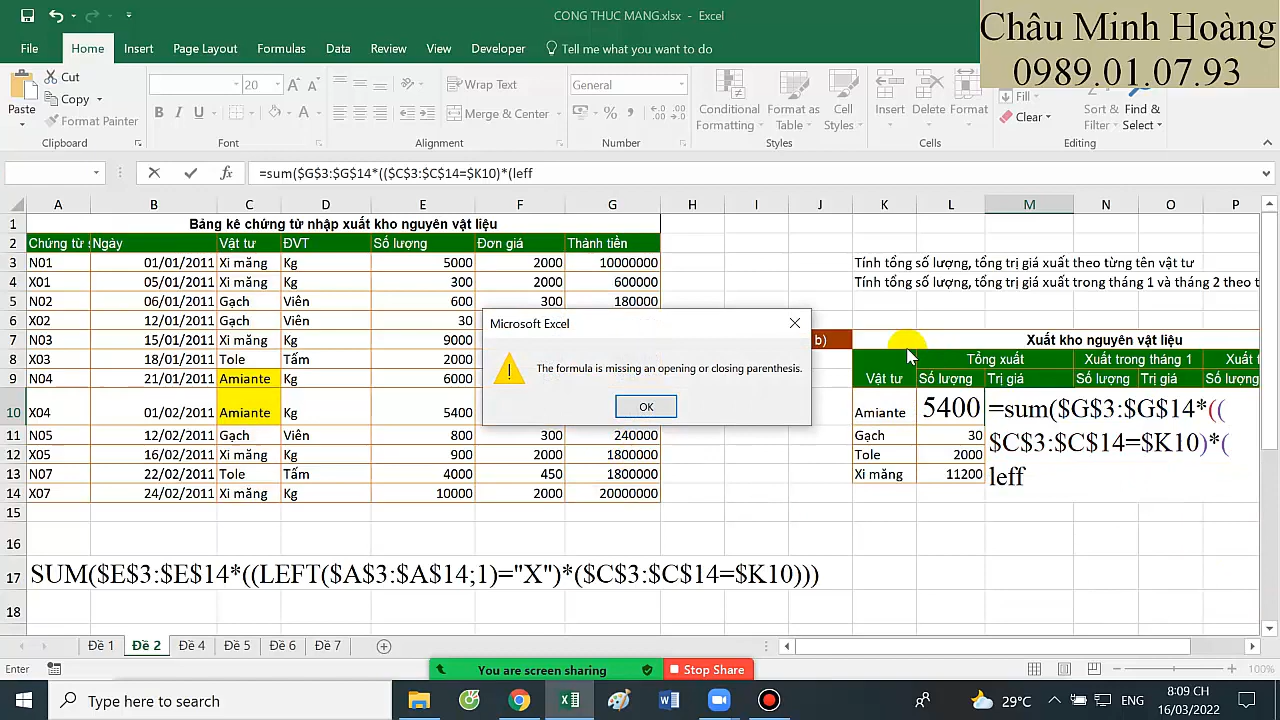 CONG THUC MANG.xlsx - Excel
Châu Minh Hoàng
0989.01.07.93
File Home Insert Page Layout Formulas Data Review View Developer Tell me what you want to do
Cut
Copy
Format Painter
Paste
20
B I U
A A
Wrap Text
Merge & Center
General
% ,
Conditional Formatting
Format as Table
Cell Styles
Insert Delete Format
Fill
Clear
Sort & Filter
Find & Select
Clipboard Font Alignment Number Styles Cells Editing
fx =sum($G$3:$G$14*(($C$3:$C$14=$K10)*(leff
A B C D E F G H I J K L M N O P
1 Bảng kê chứng từ nhập xuất kho nguyên vật liệu
2 Chứng từ s Ngày Vật tư ĐVT Số lượng Đơn giá Thành tiền
3 N01 01/01/2011 Xi măng Kg 5000 2000 10000000 Tính tổng số lượng, tổng trị giá xuất theo từng tên vật tư
4 X01 05/01/2011 Xi măng Kg 300 2000 600000 Tính tổng số lượng, tổng trị giá xuất trong tháng 1 và tháng 2 theo t
5 N02 06/01/2011 Gạch Viên 600 300 180000
6 X02 12/01/2011 Gạch Viên 30
7 N03 15/01/2011 Xi măng Kg 9000 b) Xuất kho nguyên vật liệu
8 X03 18/01/2011 Tole Tấm 2000 Tổng xuất Xuất trong tháng 1 Xuất t
9 N04 21/01/2011 Amiante Kg 6000 Vật tư Số lượng Trị giá Số lượng Trị giá Số lượng
10 X04 01/02/2011 Amiante Kg 5400 Amiante 5400 =sum($G$3:$G$14*((
$C$3:$C$14=$K10)*(
leff
11 N05 12/02/2011 Gạch Viên 800 300 240000 Gạch 30
12 X05 16/02/2011 Xi măng Kg 900 2000 1800000 Tole 2000
13 N07 22/02/2011 Tole Tấm 4000 450 1800000 Xi măng 11200
14 X07 24/02/2011 Xi măng Kg 10000 2000 20000000
15
16
17 SUM($E$3:$E$14*((LEFT($A$3:$A$14;1)="X")*($C$3:$C$14=$K10)))
18
Microsoft Excel
The formula is missing an opening or closing parenthesis.
OK
Đề 1 Đề 2 Đề 4 Đề 5 Đề 6 Đề 7
Enter
You are screen sharing Stop Share
100%
Type here to search
29°C
ENG
8:09 CH
16/03/2022